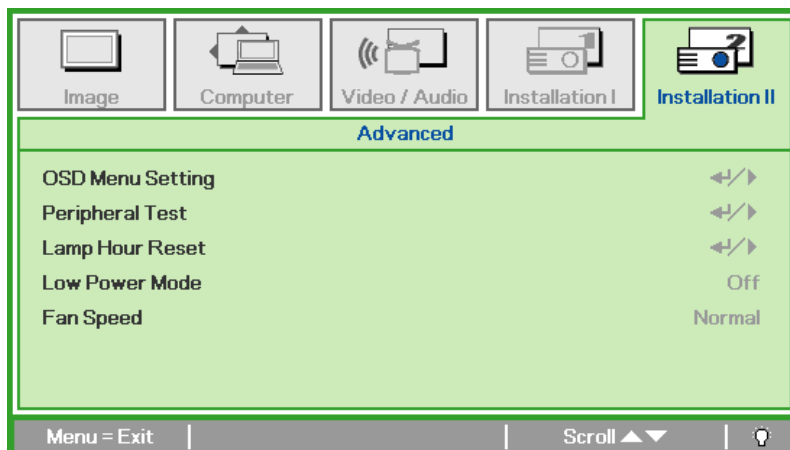 Image Computer Video / Audio Installation I Installation II
Advanced
OSD Menu Setting
Peripheral Test
Lamp Hour Reset
Low Power Mode Off
Fan Speed Normal
Menu = Exit Scroll ▲▼